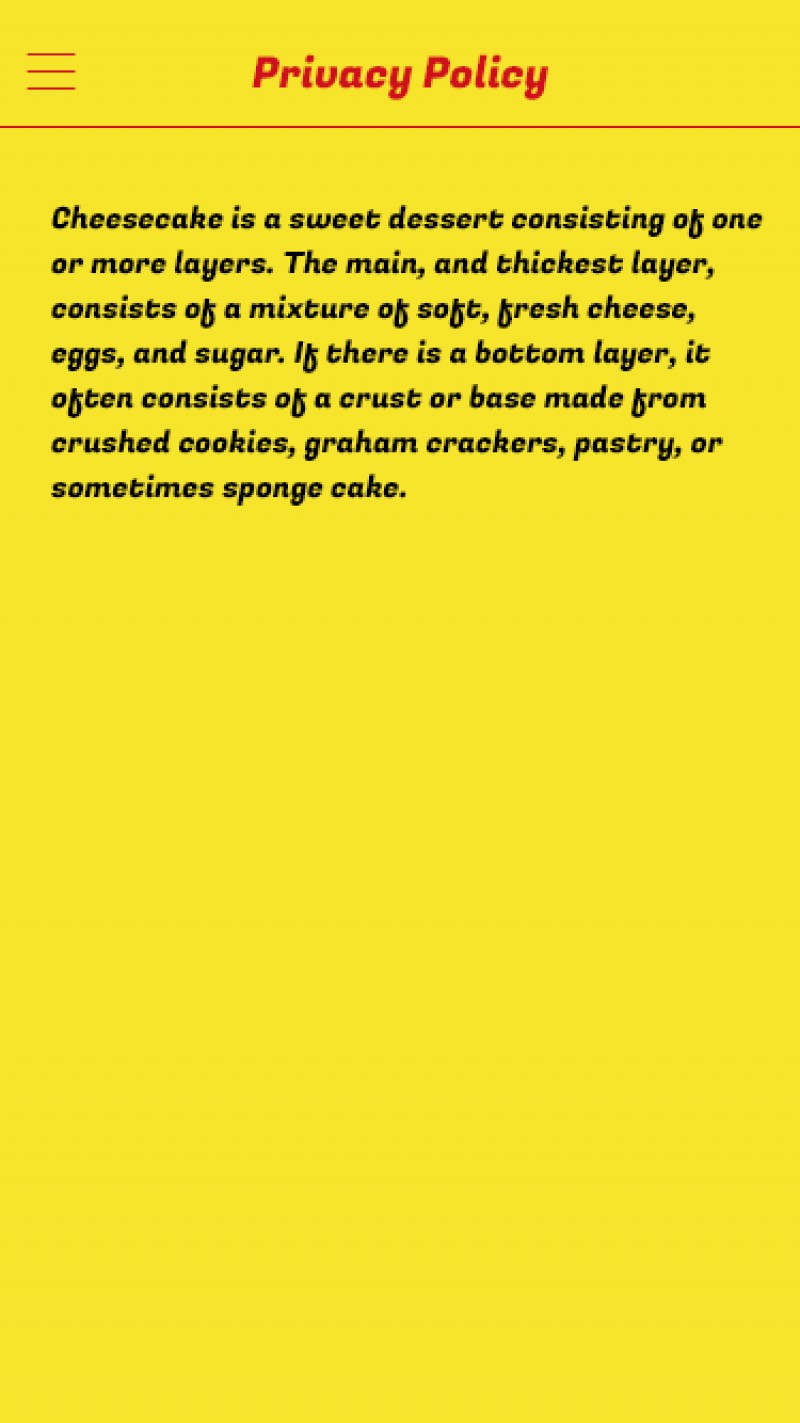 Privacy Policy
Cheesecake is a sweet dessert consisting of one
or more layers. The main, and thickest layer,
consists of a mixture of soft, fresh cheese,
eggs, and sugar. If there is a bottom layer, it
often consists of a crust or base made from
crushed cookies, graham crackers, pastry, or
sometimes sponge cake.